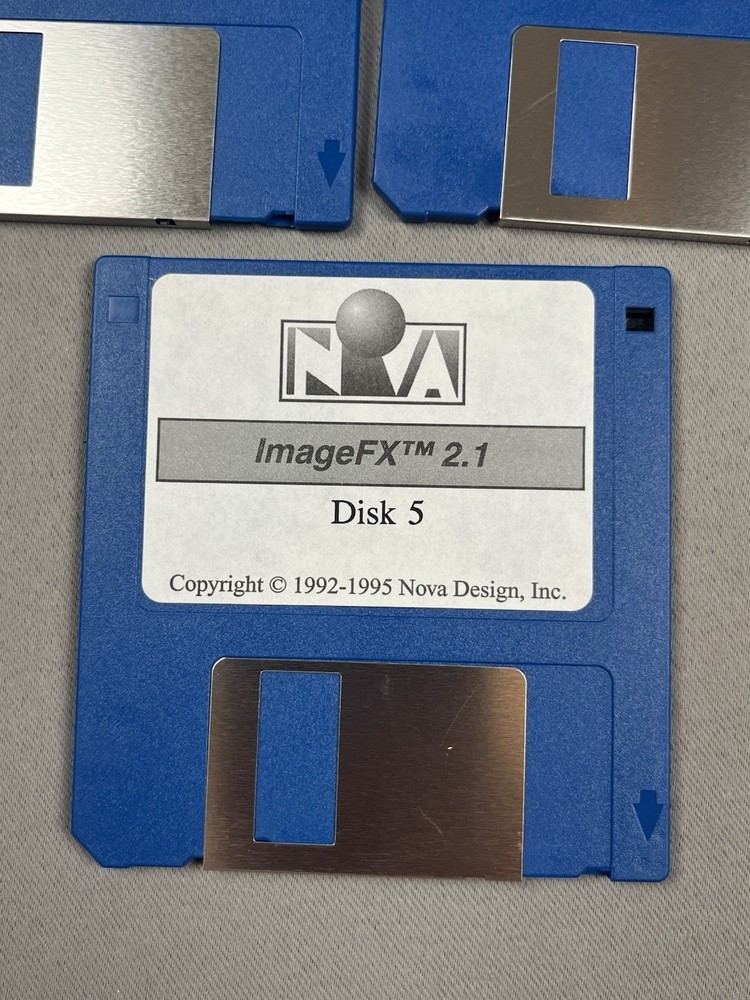 NOVA
ImageFX™ 2.1
Disk 5
Copyright © 1992-1995 Nova Design, Inc.